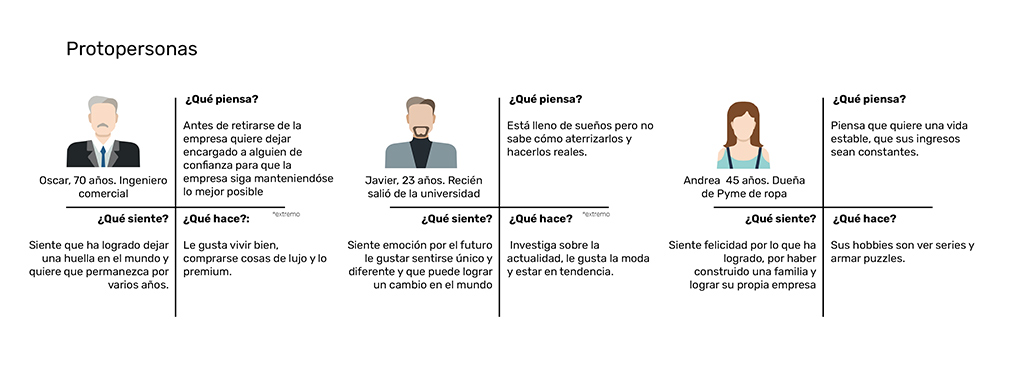 Protopersonas
¿Qué piensa?
Antes de retirarse de la
empresa quiere dejar
encargado a alguien de
confianza para que la
empresa siga manteniéndose
lo mejor posible
Oscar, 70 años. Ingeniero
comercial
*extremo
¿Qué siente?
Siente que ha logrado dejar
una huella en el mundo y
quiere que permanezca por
varios años.
¿Qué hace?:
Le gusta vivir bien,
comprarse cosas de lujo y lo
premium.
¿Qué piensa?
Está lleno de sueños pero no
sabe cómo aterrizarlos y
hacerlos reales.
Javier, 23 años. Recién
salió de la universidad
*extremo
¿Qué siente?
Siente emoción por el futuro
le gustar sentirse único y
diferente y que puede lograr
un cambio en el mundo
¿Qué hace?
Investiga sobre la
actualidad, le gusta la moda
y estar en tendencia.
¿Qué piensa?
Piensa que quiere una vida
estable, que sus ingresos
sean constantes.
Andrea 45 años. Dueña
de Pyme de ropa
¿Qué siente?
Siente felicidad por lo que ha
logrado, por haber
construido una familia y
lograr su propia empresa
¿Qué hace?
Sus hobbies son ver series y
armar puzzles.